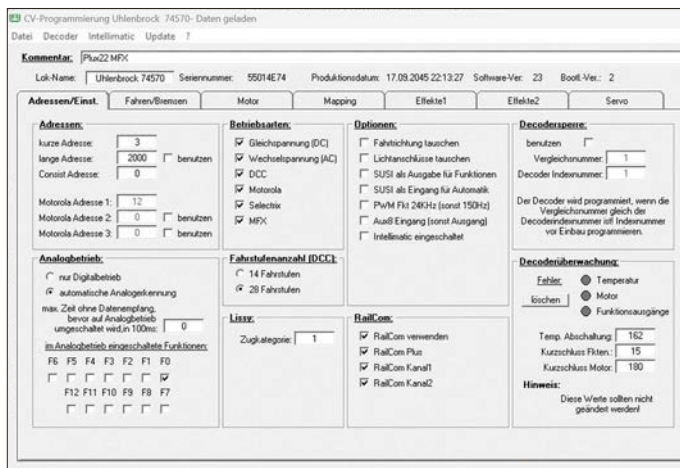 CV-Programmierung Uhlenbrock 74570- Daten geladen
Datei Decoder Intellimatic Update ?
Kommentar: Plux22 MFX
Lok-Name: Uhlenbrock 74570 Seriennummer: 55014E74 Produktionsdatum: 17.09.2045 22:13:27 Software-Ver: 23 Bootl.-Ver.: 2
Adressen/Einst. Fahren/Bremsen Motor Mapping Effekte1 Effekte2 Servo
Adressen:
kurze Adresse: 3
lange Adresse: 2000 benutzen
Consist Adresse: 0
Motorola Adresse 1: 12
Motorola Adresse 2: 0 benutzen
Motorola Adresse 3: 0 benutzen
Betriebsarten:
Gleichspannung (DC)
Wechselspannung (AC)
DCC
Motorola
Selectrix
MFX
Optionen:
Fahrtrichtung tauschen
Lichtanschlüsse tauschen
SUSI als Ausgabe für Funktionen
SUSI als Eingang für Automatik
PWM Fkt 24KHz (sonst 150Hz)
Aux8 Eingang (sonst Ausgang)
Intellimatic eingeschaltet
Decodersperre:
benutzen
Vergleichsnummer: 1
Decoder Indexnummer: 1
Der Decoder wird programmiert, wenn die
Vergleichsnummer gleich der
Decoderindexnummer ist! Indexnummer
vor Einbau programmieren.
Analogbetrieb:
nur Digitalbetrieb
automatische Analogerkennung
max. Zeit ohne Datenempfang,
bevor auf Analogbetrieb
umgeschaltet wird,in 100ms: 0
im Analogbetrieb eingeschaltete Funktionen:
F6 F5 F4 F3 F2 F1 F0
F12 F11 F10 F9 F8 F7
Fahrstufenanzahl (DCC):
14 Fahrstufen
28 Fahrstufen
Lissy:
Zugkategorie: 1
RailCom:
RailCom verwenden
RailCom Plus
RailCom Kanal1
RailCom Kanal2
Decoderüberwachung:
Fehler: Temperatur
löschen Motor
Funktionsausgänge
Temp. Abschaltung: 162
Kurzschluss Fkten.: 15
Kurzschluss Motor: 180
Hinweis:
Diese Werte sollten nicht
geändert werden!